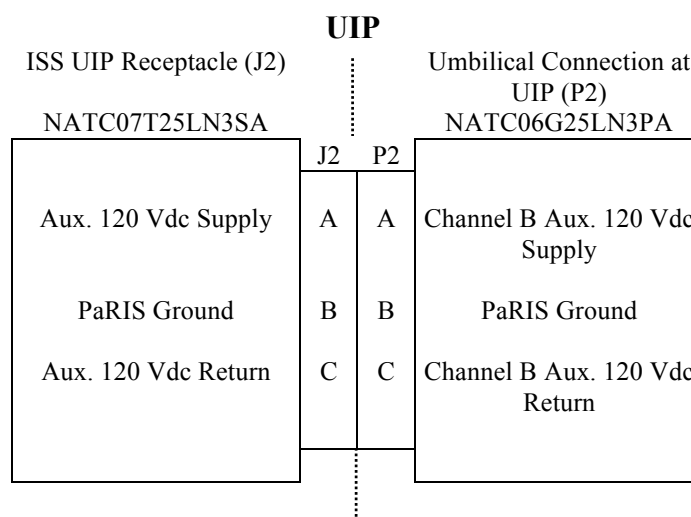 UIP
ISS UIP Receptacle (J2)
Umbilical Connection at
UIP (P2)
NATC07T25LN3SA
NATC06G25LN3PA
J2 P2
Aux. 120 Vdc Supply A A Channel B Aux. 120 Vdc
Supply
PaRIS Ground B B PaRIS Ground
Aux. 120 Vdc Return C C Channel B Aux. 120 Vdc
Return